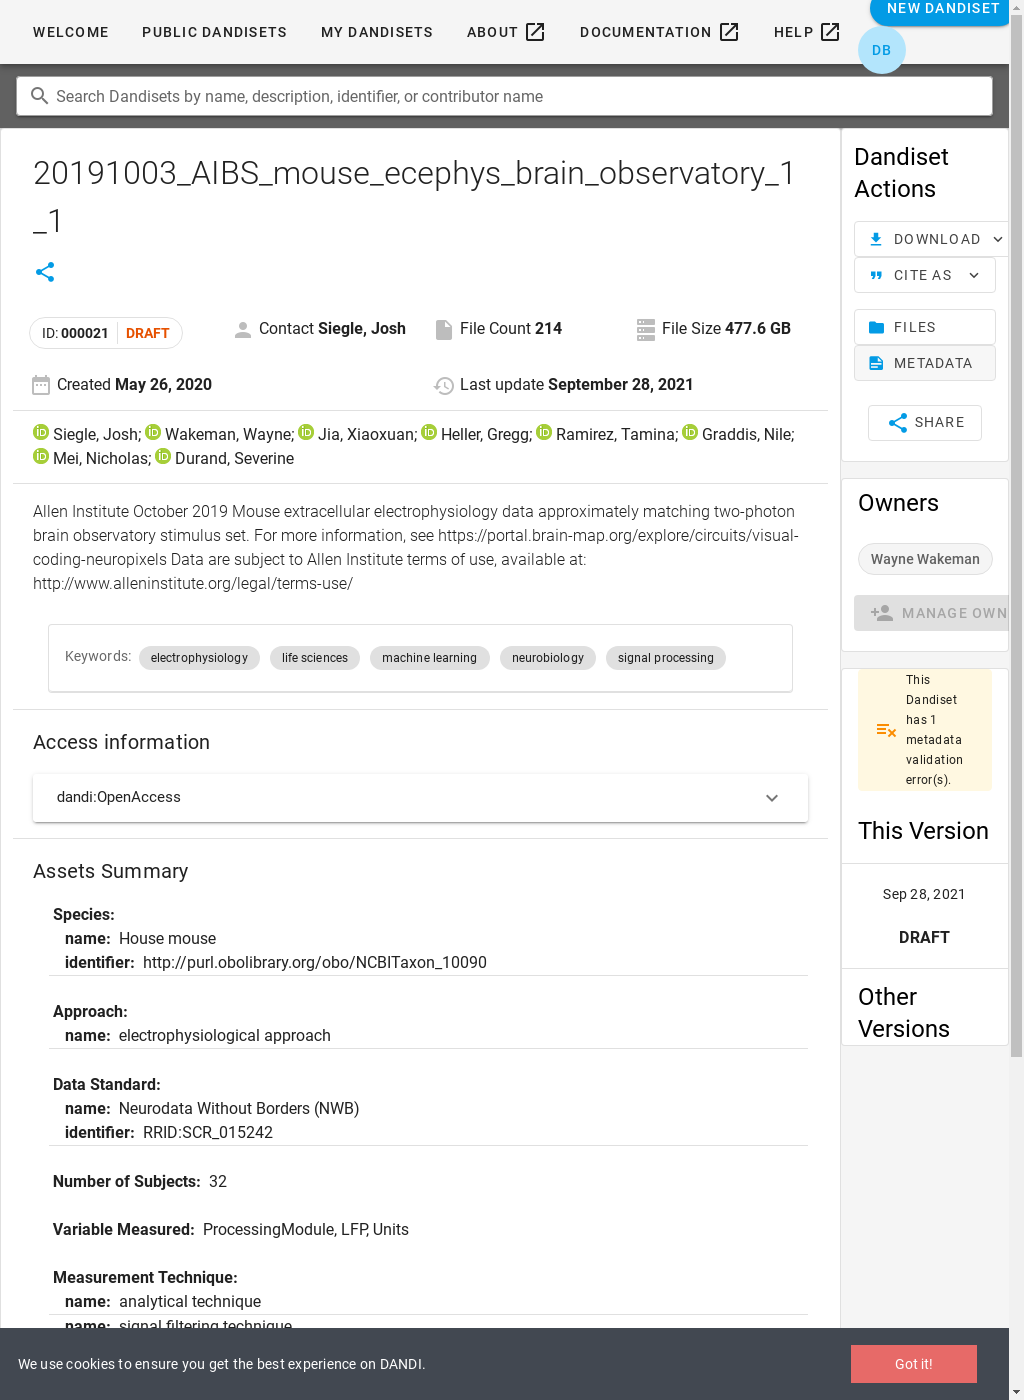 WELCOME PUBLIC DANDISETS MY DANDISETS ABOUT DOCUMENTATION HELP NEW DANDISET
DB
Search Dandisets by name, description, identifier, or contributor name
20191003_AIBS_mouse_ecephys_brain_observatory_1
_1
ID: 000021 DRAFT
Contact Siegle, Josh
File Count 214
File Size 477.6 GB
Created May 26, 2020
Last update September 28, 2021
Siegle, Josh; Wakeman, Wayne; Jia, Xiaoxuan; Heller, Gregg; Ramirez, Tamina; Graddis, Nile;
Mei, Nicholas; Durand, Severine
Allen Institute October 2019 Mouse extracellular electrophysiology data approximately matching two-photon
brain observatory stimulus set. For more information, see https://portal.brain-map.org/explore/circuits/visual-
coding-neuropixels Data are subject to Allen Institute terms of use, available at:
http://www.alleninstitute.org/legal/terms-use/
Keywords: electrophysiology life sciences machine learning neurobiology signal processing
Access information
dandi:OpenAccess
Assets Summary
Species:
name: House mouse
identifier: http://purl.obolibrary.org/obo/NCBITaxon_10090
Approach:
name: electrophysiological approach
Data Standard:
name: Neurodata Without Borders (NWB)
identifier: RRID:SCR_015242
Number of Subjects: 32
Variable Measured: ProcessingModule, LFP, Units
Measurement Technique:
name: analytical technique
name: signal filtering technique
Dandiset
Actions
DOWNLOAD
CITE AS
FILES
METADATA
SHARE
Owners
Wayne Wakeman
MANAGE OWN
This
Dandiset
has 1
metadata
validation
error(s).
This Version
Sep 28, 2021
DRAFT
Other
Versions
We use cookies to ensure you get the best experience on DANDI.
Got it!